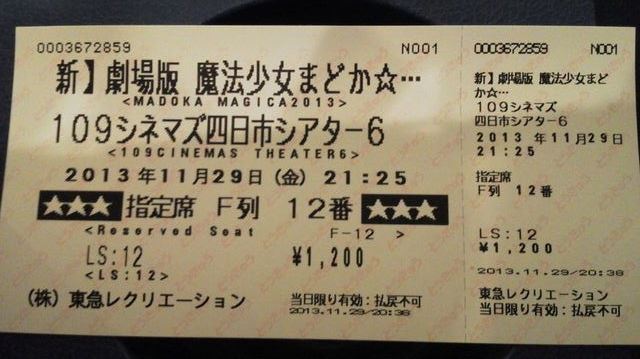 0003672859 N001
新】劇場版 魔法少女まどか☆…
<MADOKA MAGICA2013>
109シネマズ四日市シアター6
<109CINEMAS THEATER6>
2013年11月29日(金) 21:25
★★★ 指定席 F列 12番 ★★★
<Reserved Seat F-12 >
LS:12 ¥1,200
<LS:12>
(株)東急レクリエーション 当日限り有効:払戻不可
2013.11.29/20:38
0003672859 N001
新】劇場版 魔法少女まど
か☆…
109シネマズ
四日市シアター6
2013年11月29日
21:25
指定席
F列 12番
LS:12
¥1,200
2013.11.29/20:38
東急レクリエーション
当日限り有効:払戻不可